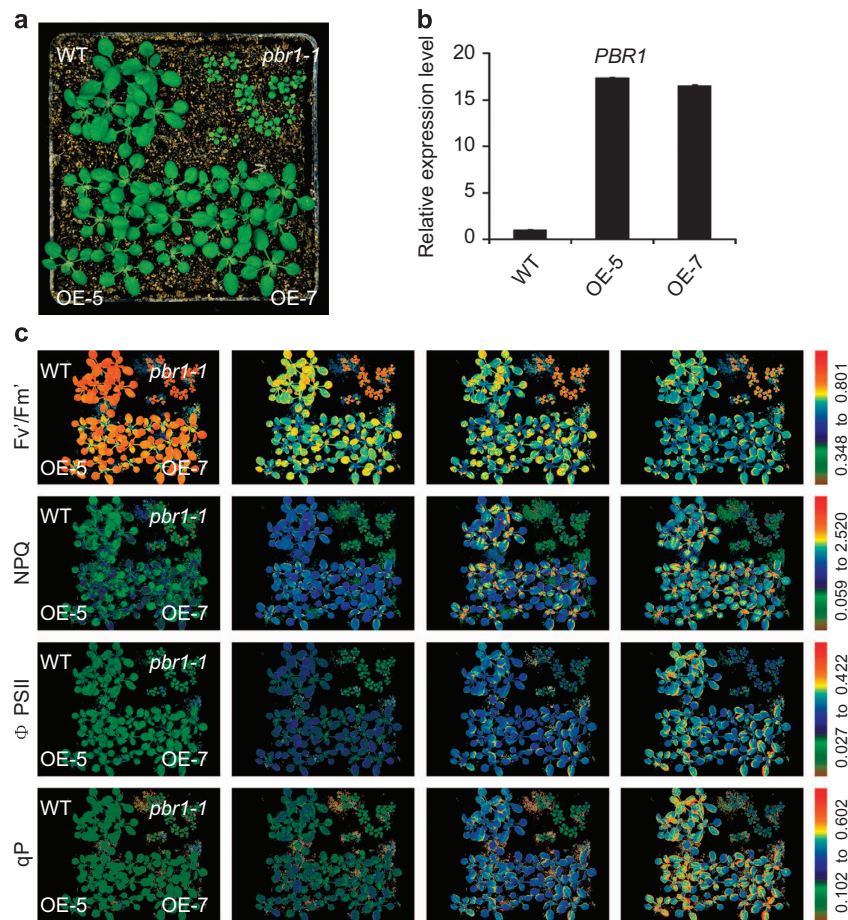 a
WT
pbr1-1
OE-5
OE-7
b
PBR1
Relative expression level
20
15
10
5
0
WT
OE-5
OE-7
c
Fv'/Fm'
WT
pbr1-1
OE-5
OE-7
0.348 to 0.801
NPQ
WT
pbr1-1
OE-5
OE-7
0.059 to 2.520
Φ PSII
WT
pbr1-1
OE-5
OE-7
0.027 to 0.422
qP
WT
pbr1-1
OE-5
OE-7
0.102 to 0.602